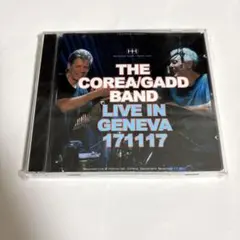 THE
COREA/GADD
BAND
LIVE IN
GENEVA
171117